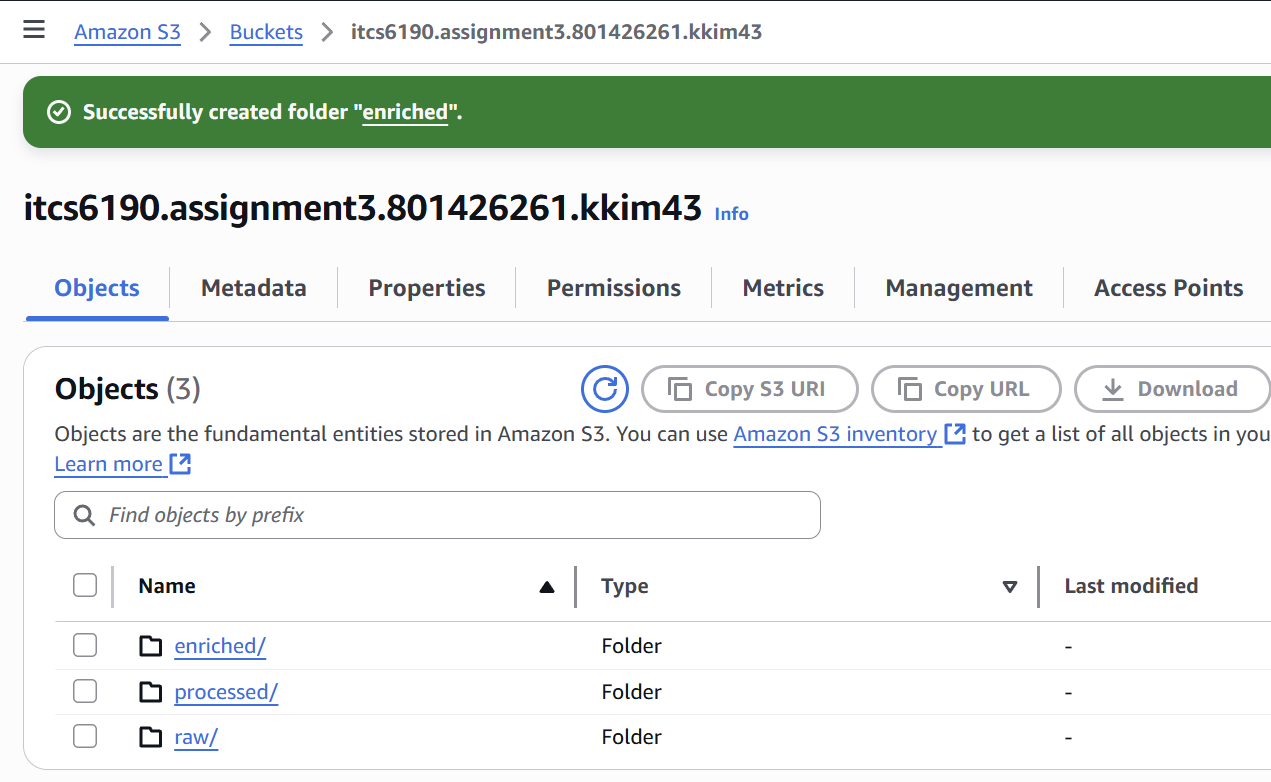 Amazon S3 > Buckets > itcs6190.assignment3.801426261.kkim43
Successfully created folder "enriched".
itcs6190.assignment3.801426261.kkim43 Info
Objects Metadata Properties Permissions Metrics Management Access Points
Objects (3) Copy S3 URI Copy URL Download
Objects are the fundamental entities stored in Amazon S3. You can use Amazon S3 inventory to get a list of all objects in you
Learn more
Find objects by prefix
Name Type Last modified
enriched/ Folder -
processed/ Folder -
raw/ Folder -